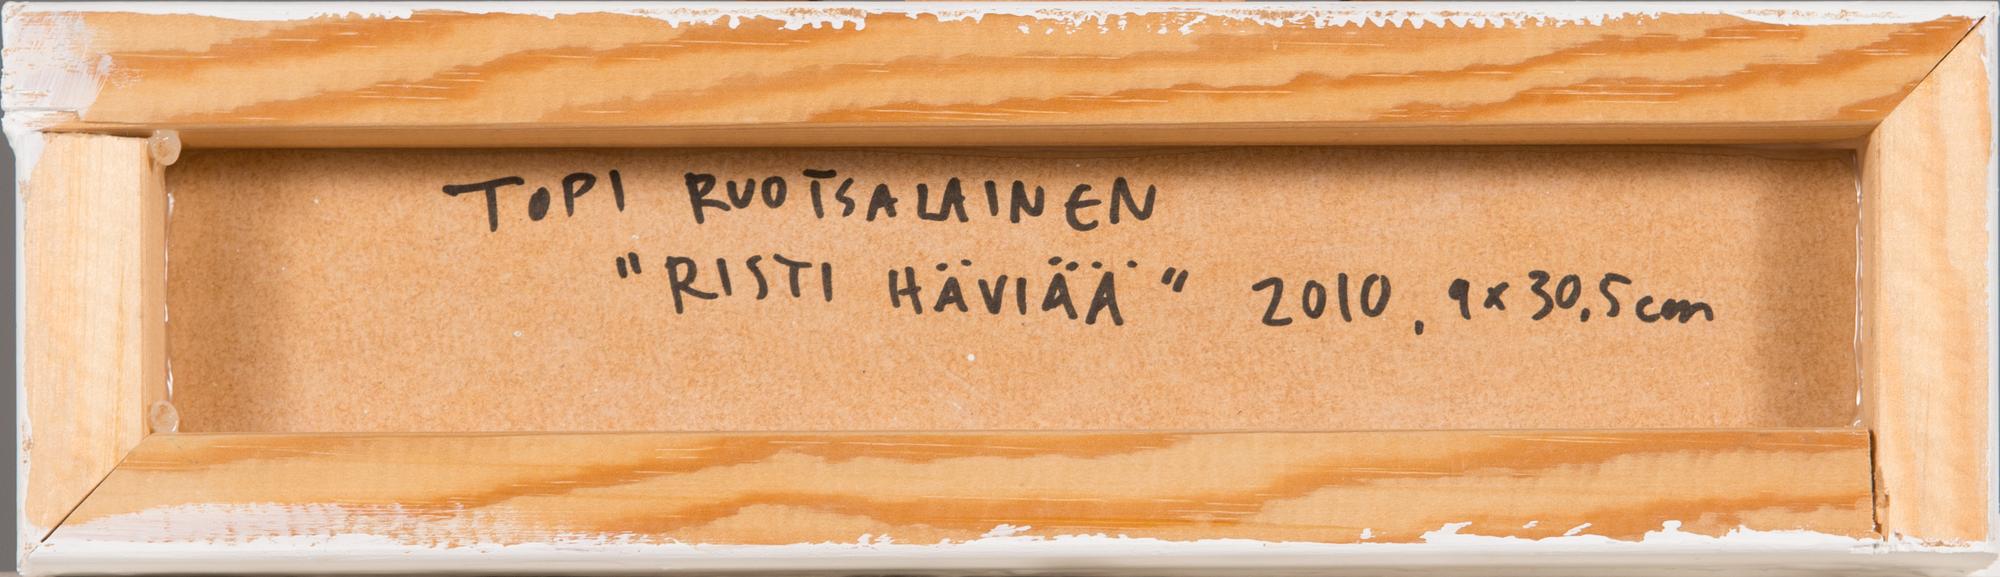 TOPI RUOTSALAINEN
"RISTI HÄVIÄÄ" 2010, 9x30,5cm